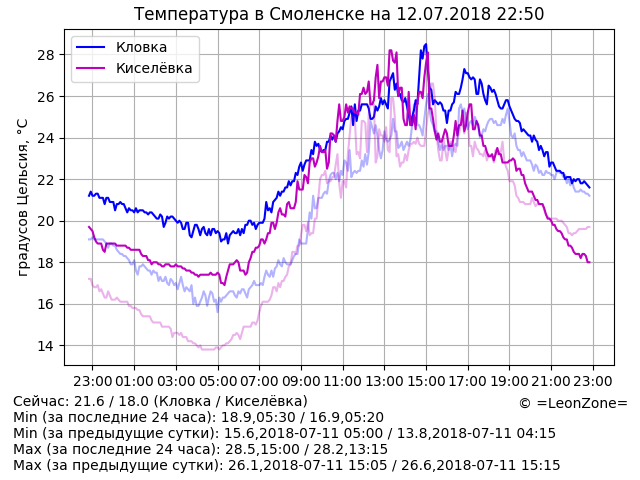 Температура в Смоленске на 12.07.2018 22:50
градусов Цельсия, °C
28
26
24
22
20
18
16
14
Кловка
Киселёвка
23:00 01:00 03:00 05:00 07:00 09:00 11:00 13:00 15:00 17:00 19:00 21:00 23:00
Сейчас: 21.6 / 18.0 (Кловка / Киселёвка)
© =LeonZone=
Min (за последние 24 часа): 18.9,05:30 / 16.9,05:20
Min (за предыдущие сутки): 15.6,2018-07-11 05:00 / 13.8,2018-07-11 04:15
Max (за последние 24 часа): 28.5,15:00 / 28.2,13:15
Max (за предыдущие сутки): 26.1,2018-07-11 15:05 / 26.6,2018-07-11 15:15